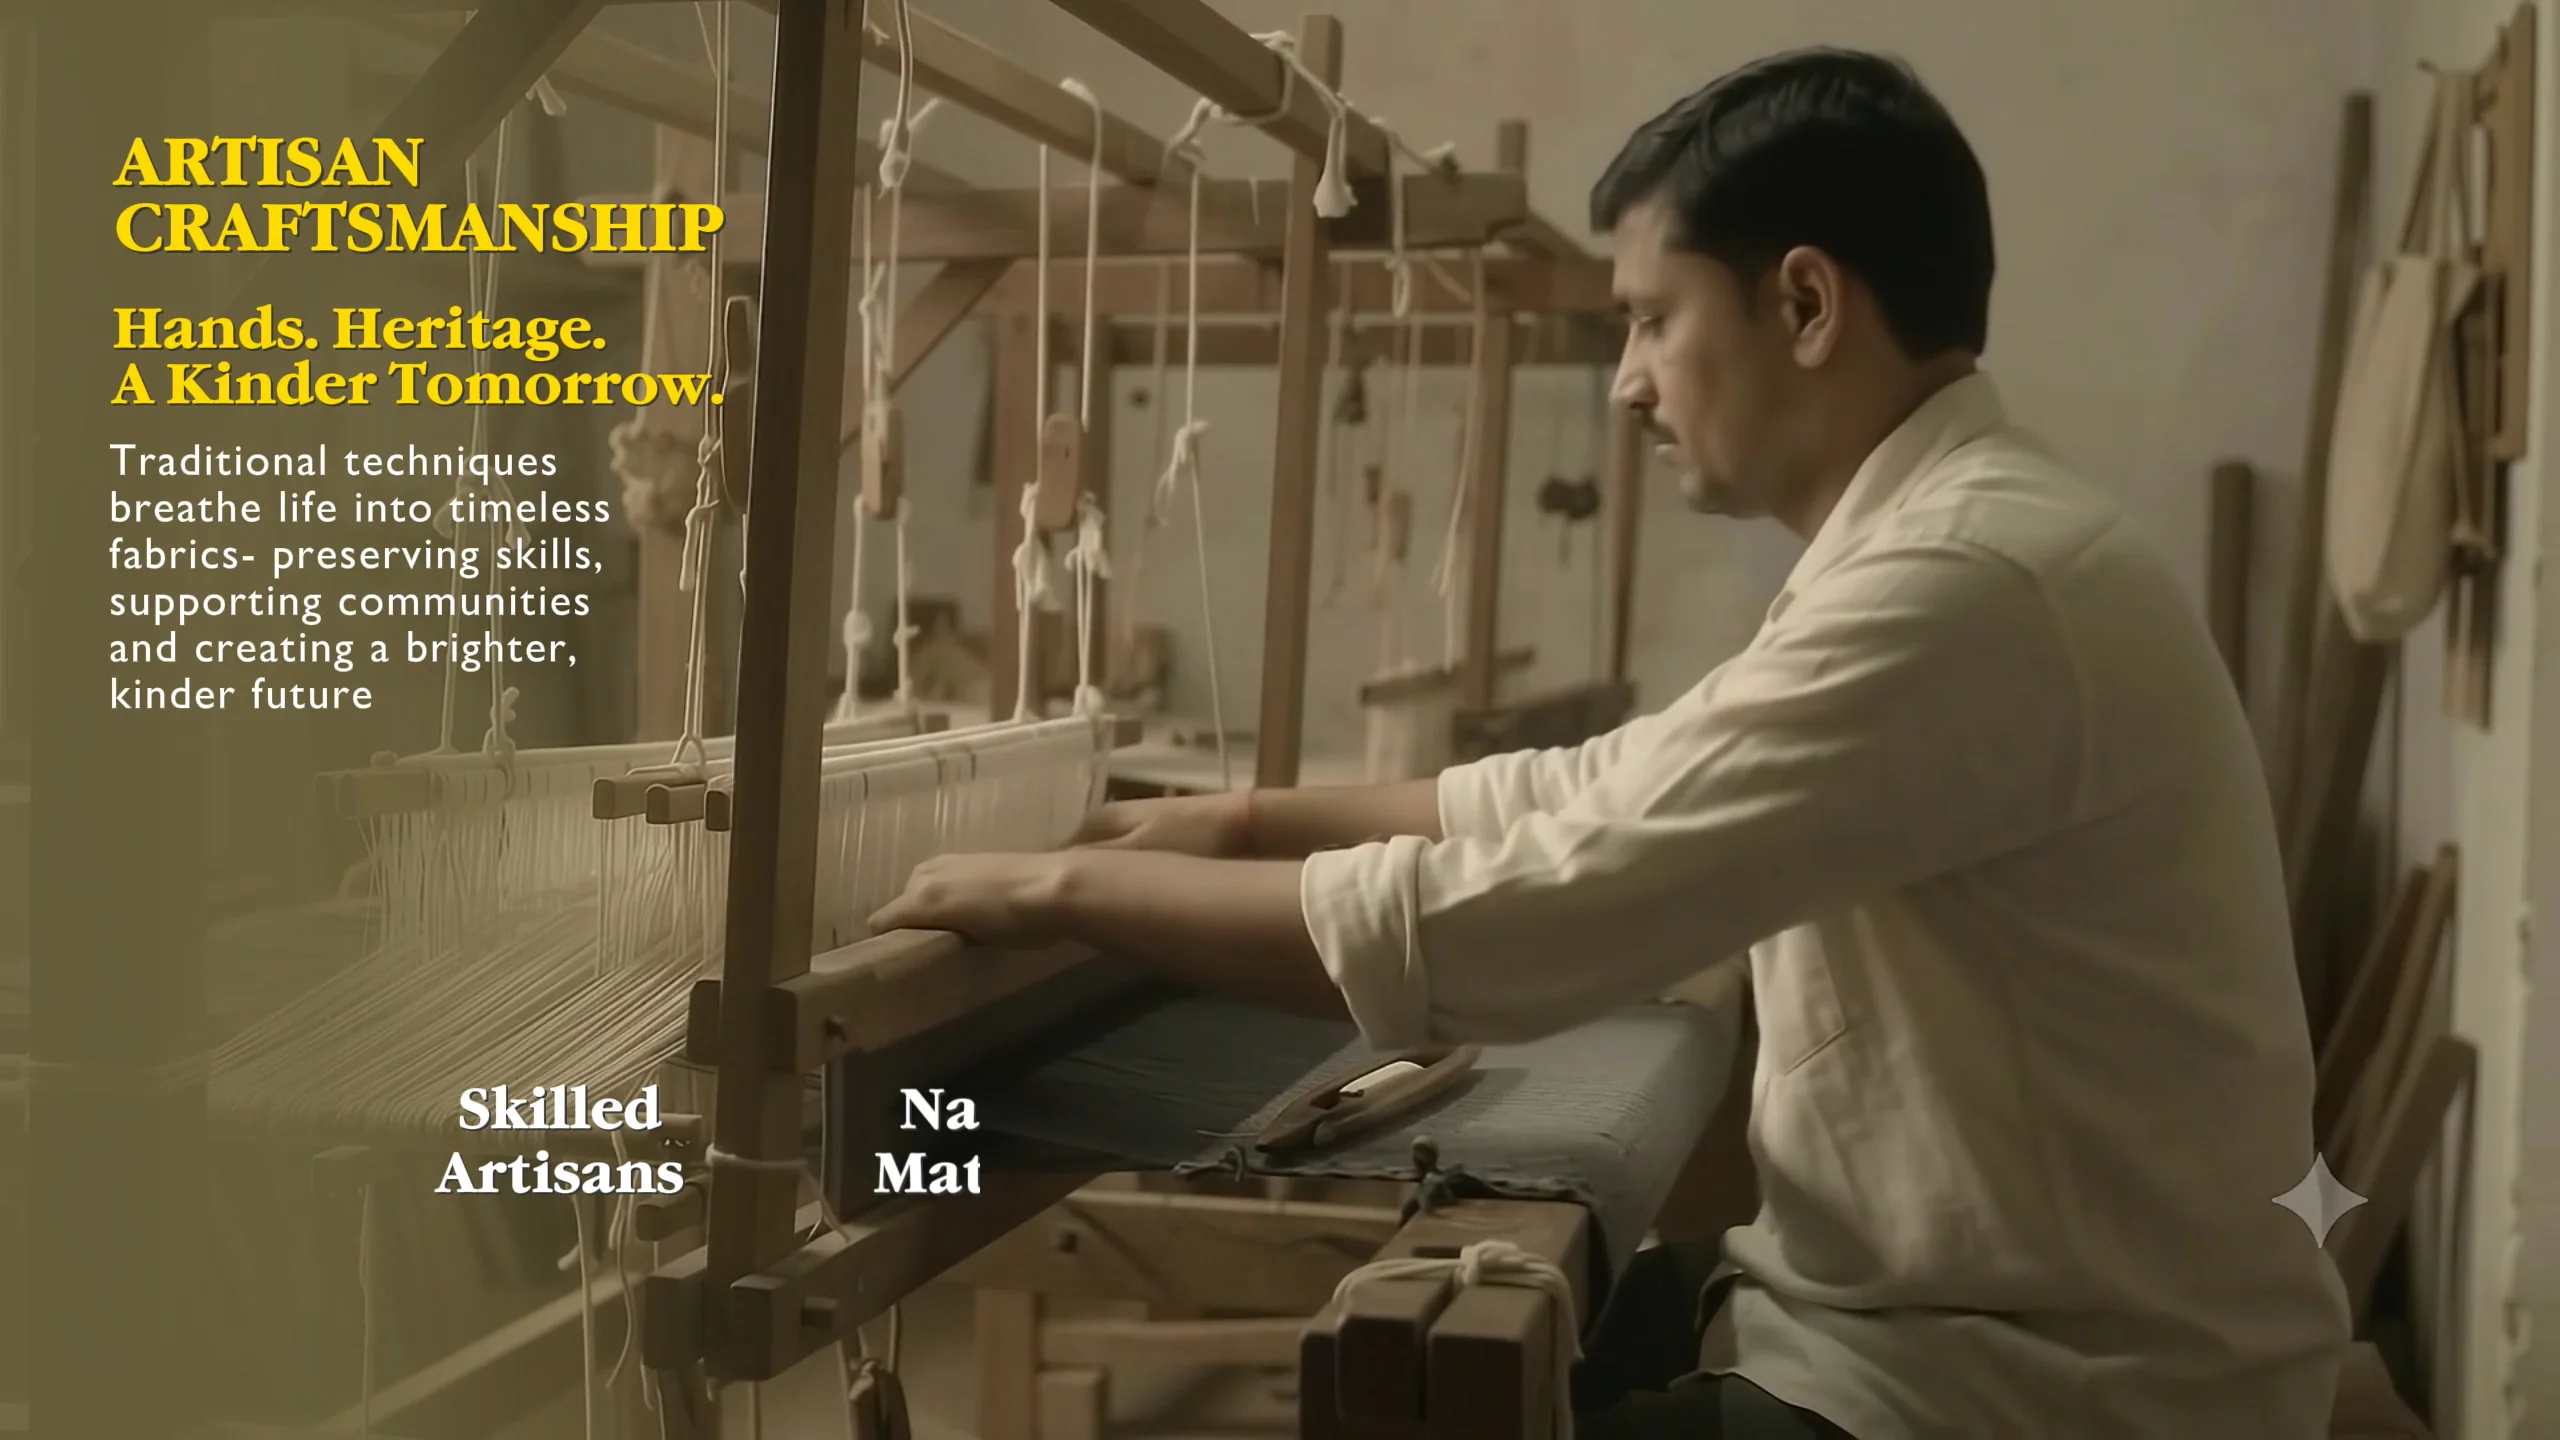 ARTISAN
CRAFTSMANSHIP
Hands. Heritage.
A Kinder Tomorrow.
Traditional techniques
breathe life into timeless
fabrics- preserving skills,
supporting communities
and creating a brighter,
kinder future
Skilled
Artisans
Na
Mat